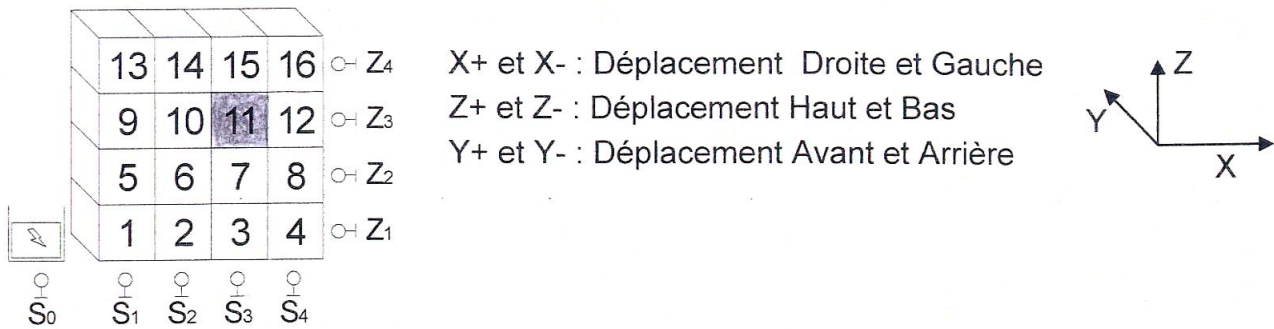 13 14 15 16 Z4
9 10 11 12 Z3
5 6 7 8 Z2
1 2 3 4 Z1
S0 S1 S2 S3 S4
X+ et X- : Déplacement Droite et Gauche
Z+ et Z- : Déplacement Haut et Bas
Y+ et Y- : Déplacement Avant et Arrière
Z
Y
X